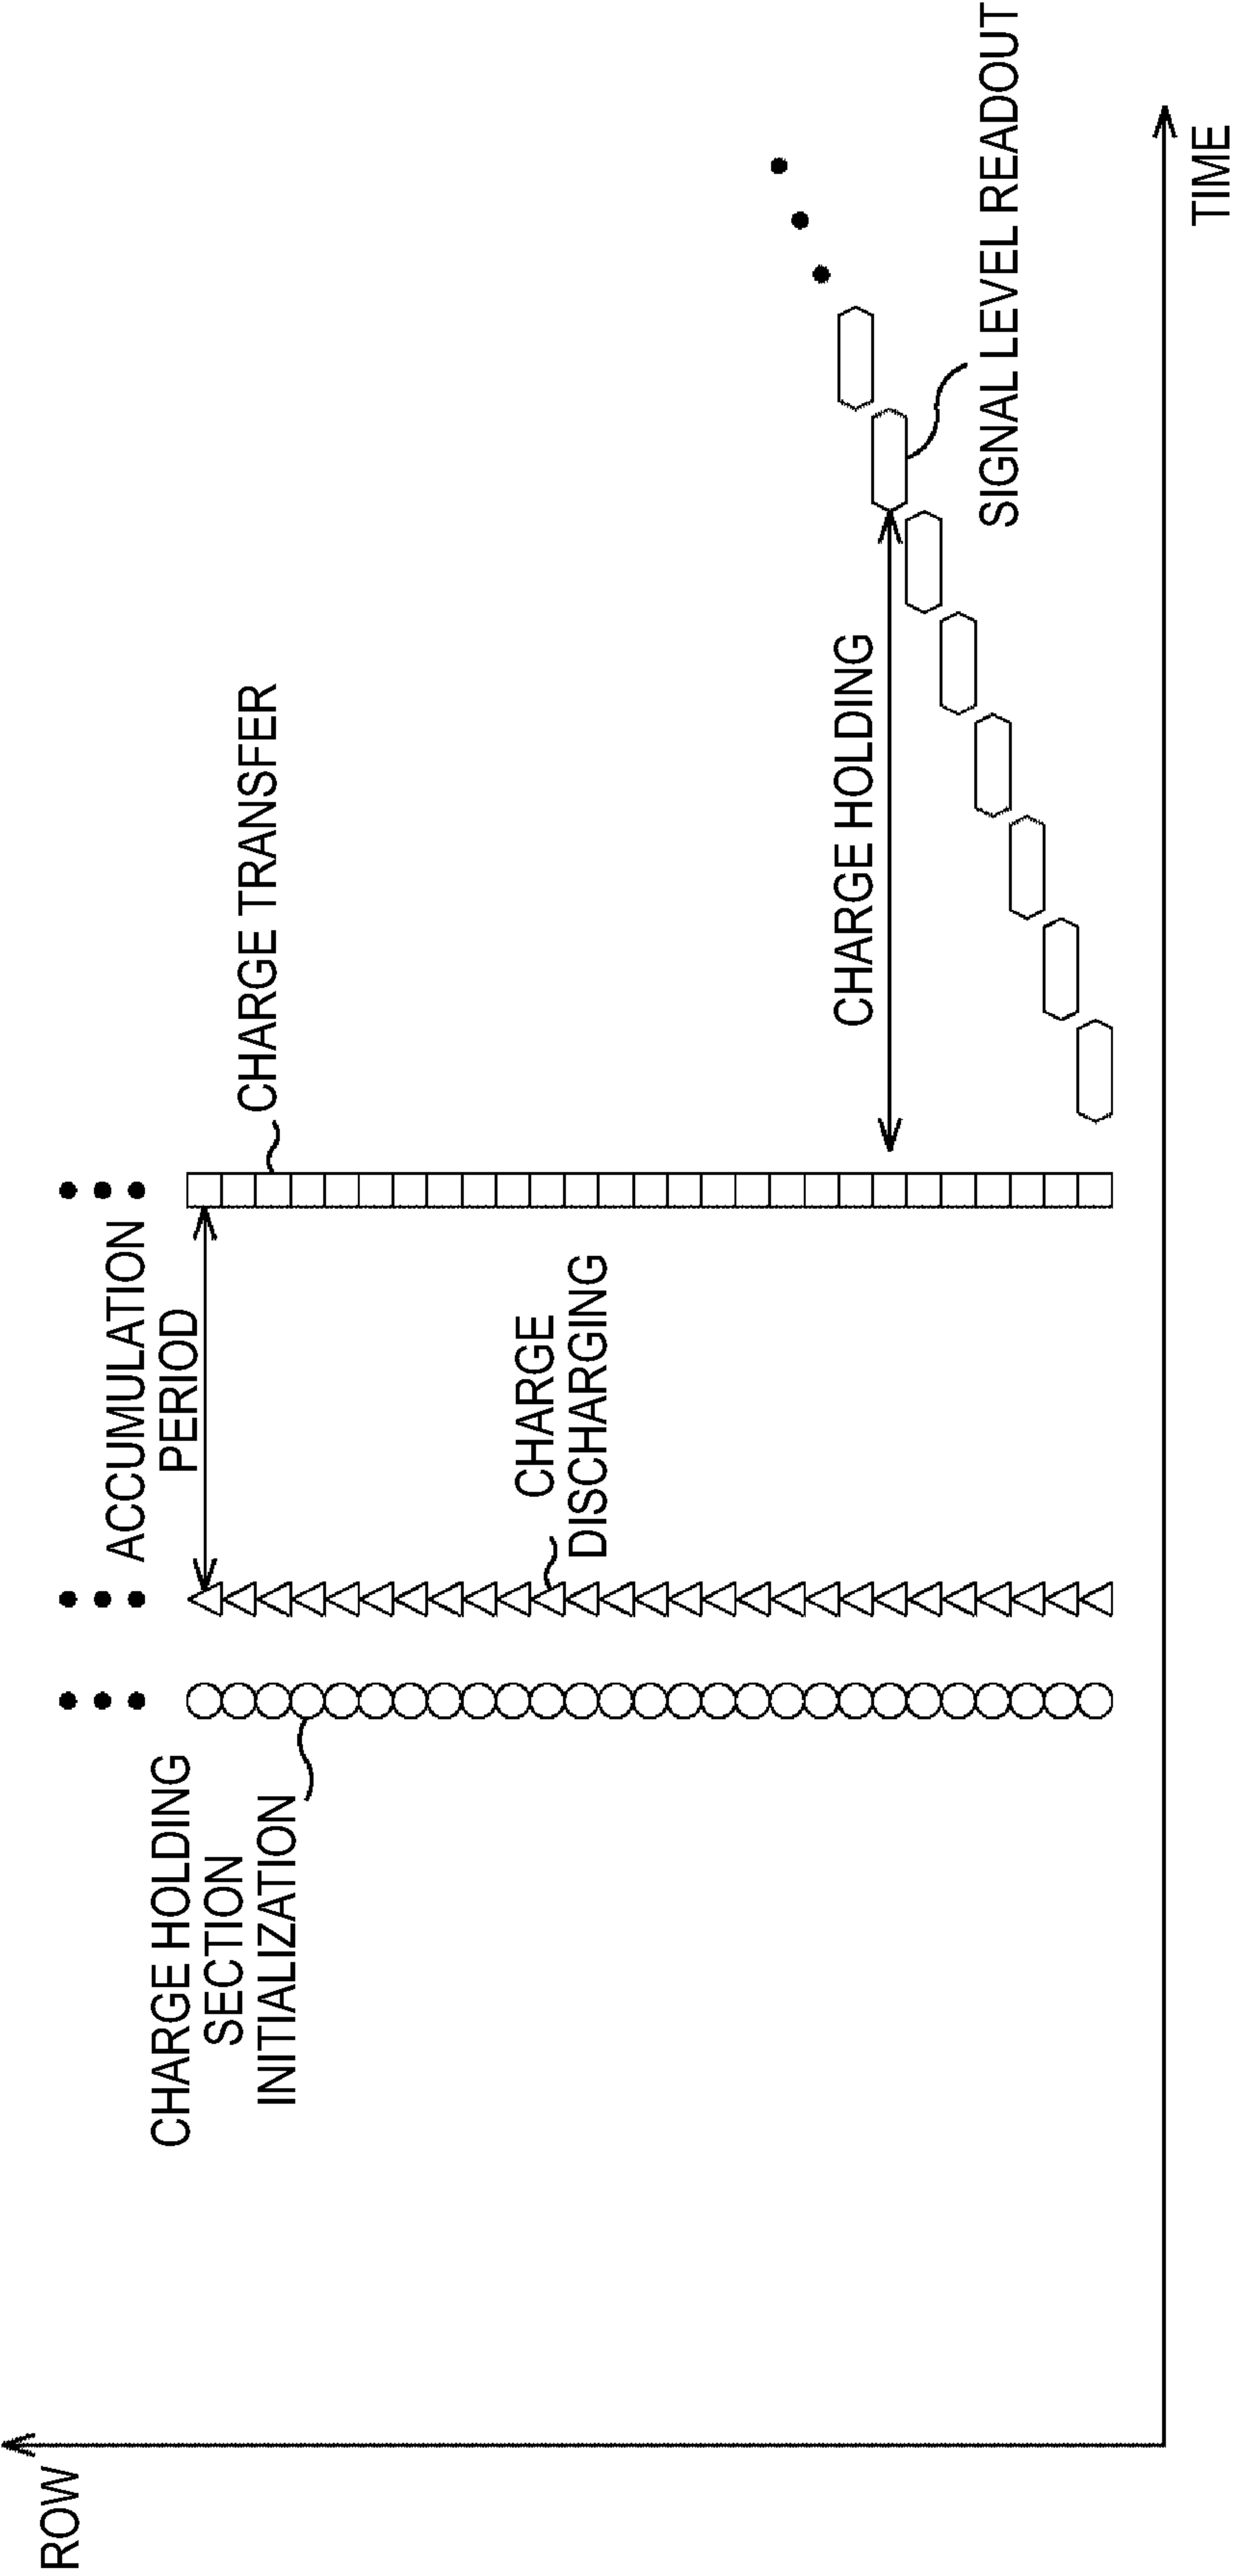 ROW
CHARGE HOLDING
SECTION
INITIALIZATION
ACCUMULATION
PERIOD
CHARGE
DISCHARGING
CHARGE TRANSFER
CHARGE HOLDING
SIGNAL LEVEL READOUT
TIME